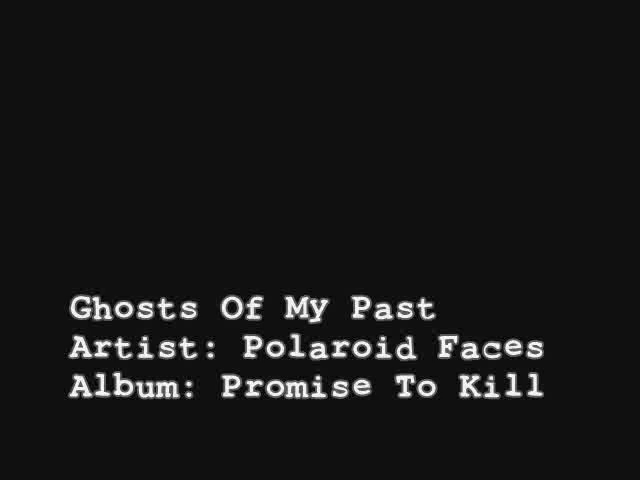 Ghosts Of My Past
Artist: Polaroid Faces
Album: Promise To Kill